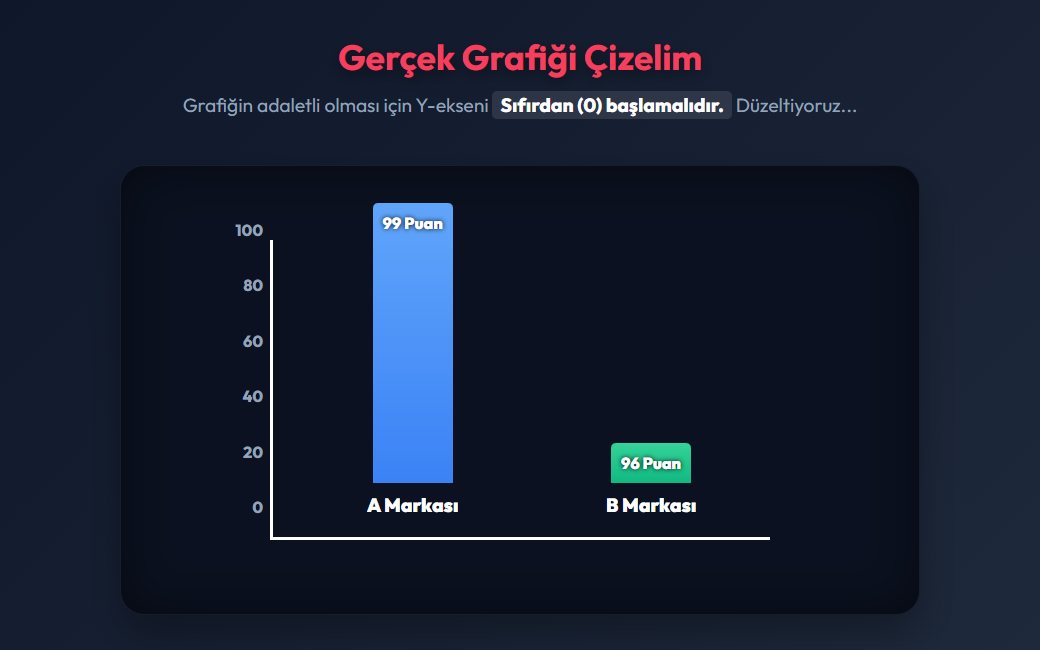 Gerçek Grafiği Çizelim
Grafiğin adaletli olması için Y-ekseni Sıfırdan (0) başlamalıdır. Düzeltiyoruz...
99 Puan
100
80
60
40
20
96 Puan
0
A Markası
B Markası